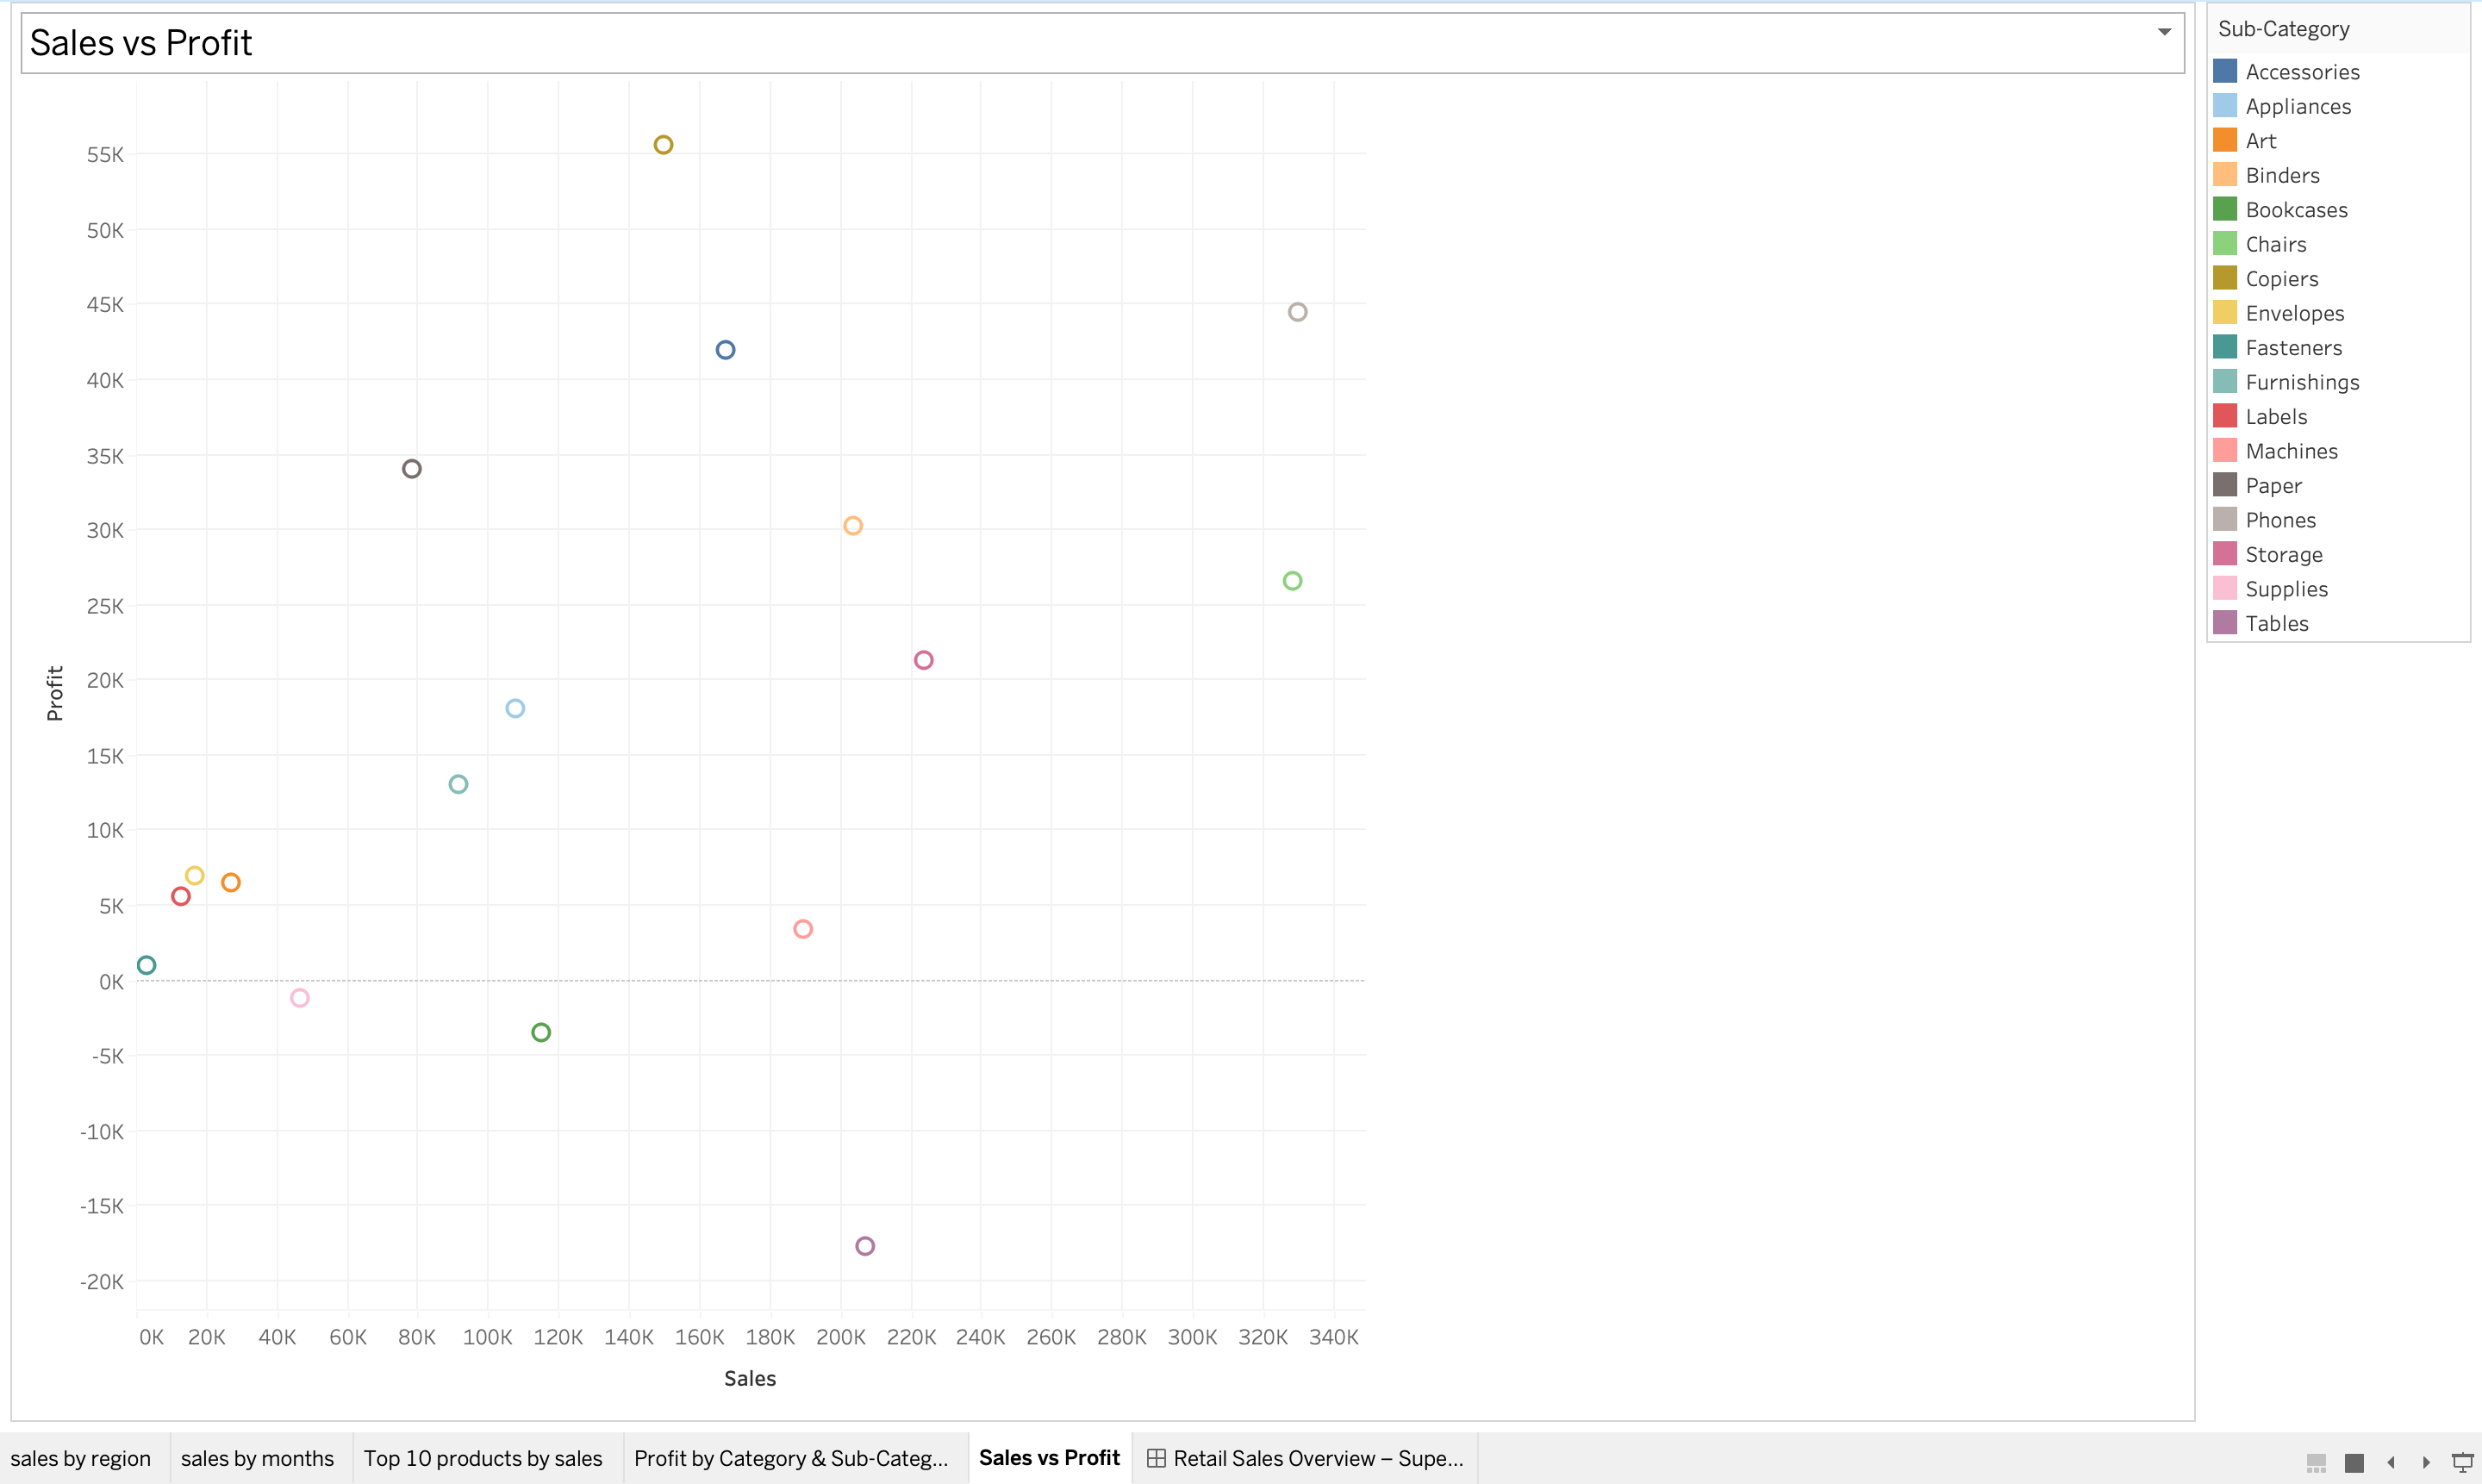 Sales vs Profit
Sub-Category
Accessories
Appliances
Art
Binders
Bookcases
Chairs
Copiers
Envelopes
Fasteners
Furnishings
Labels
Machines
Paper
Phones
Storage
Supplies
Tables
Profit
55K
50K
45K
40K
35K
30K
25K
20K
15K
10K
5K
0K
-5K
-10K
-15K
-20K
0K 20K 40K 60K 80K 100K 120K 140K 160K 180K 200K 220K 240K 260K 280K 300K 320K 340K
Sales
sales by region sales by months Top 10 products by sales Profit by Category & Sub-Categ... Sales vs Profit Retail Sales Overview – Supe...